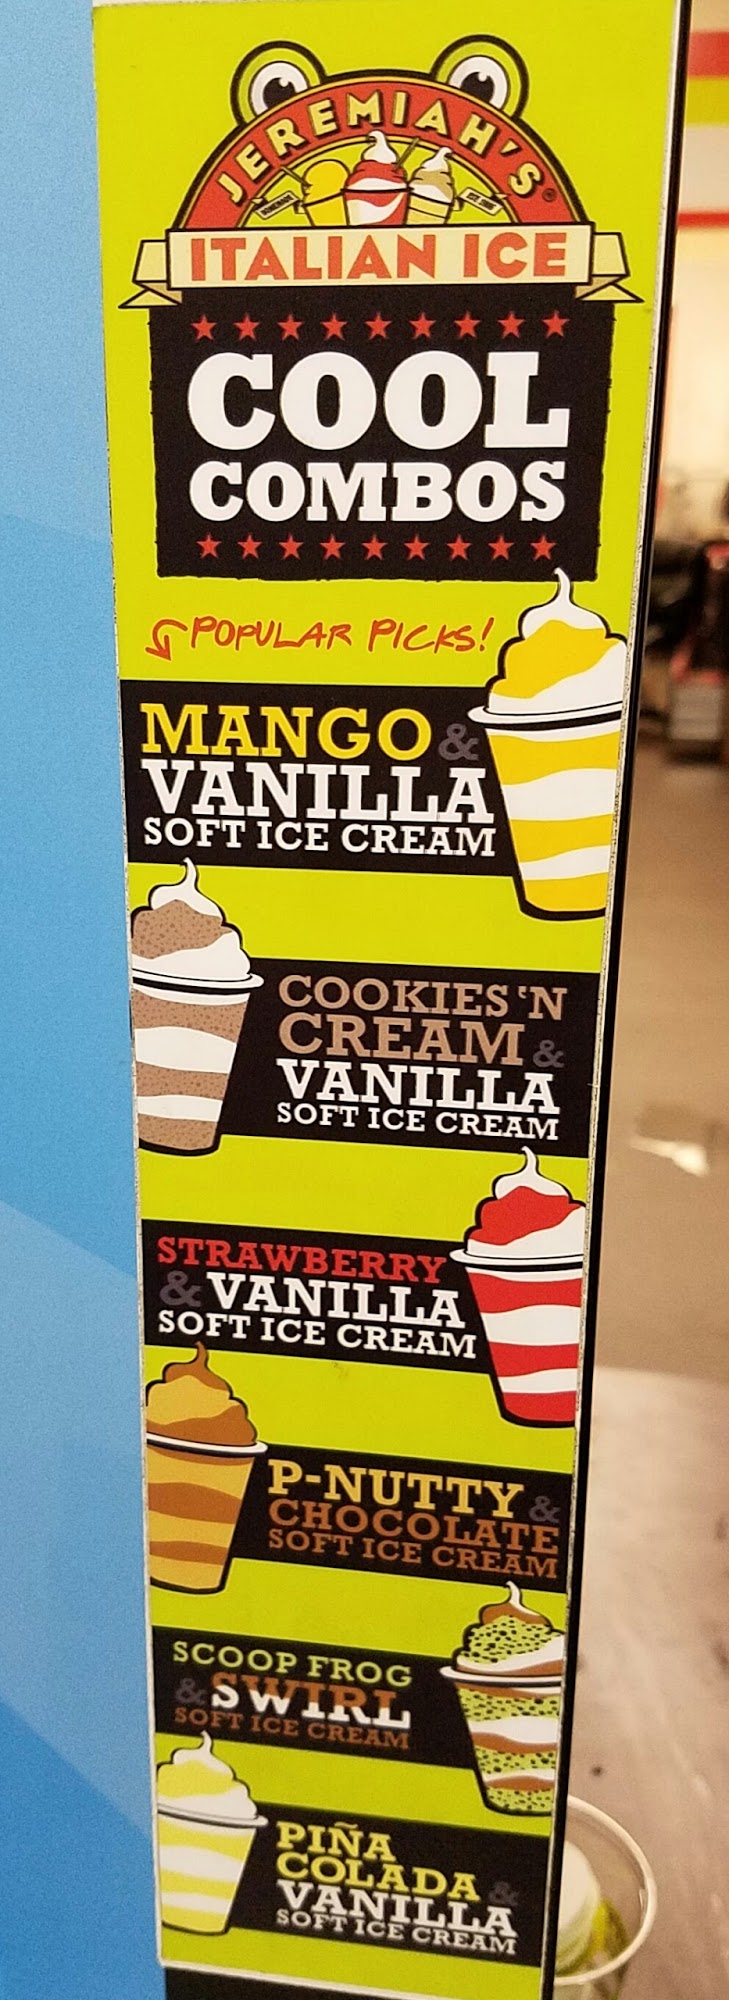 JEREMIAH'S
ITALIAN ICE
COOL
COMBOS
POPULAR PICKS!
MANGO &
VANILLA
SOFT ICE CREAM
COOKIES 'N
CREAM &
VANILLA
SOFT ICE CREAM
STRAWBERRY
& VANILLA
SOFT ICE CREAM
P-NUTTY &
CHOCOLATE
SOFT ICE CREAM
SCOOP FROG
& SWIRL
SOFT ICE CREAM
PIÑA
COLADA &
VANILLA
SOFT ICE CREAM